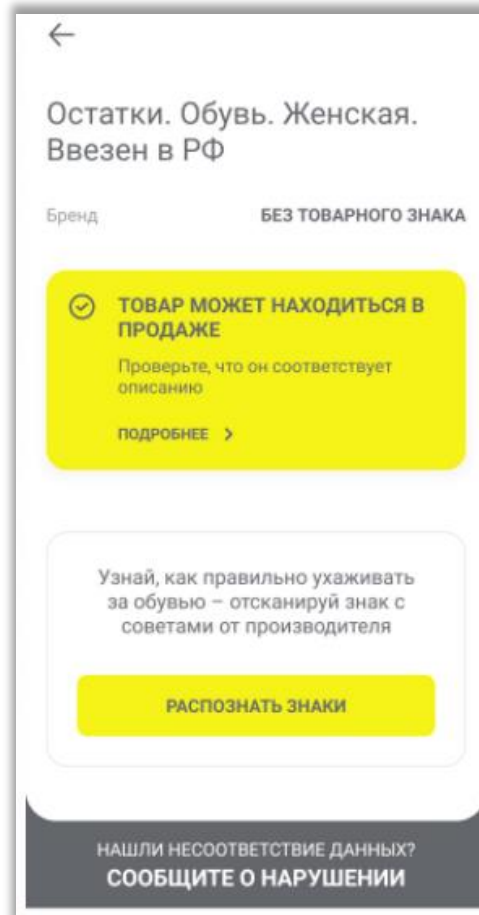 Остатки. Обувь. Женская.
Ввезен в РФ
Бренд БЕЗ ТОВАРНОГО ЗНАКА
ТОВАР МОЖЕТ НАХОДИТЬСЯ В
ПРОДАЖЕ
Проверьте, что он соответствует
описанию
ПОДРОБНЕЕ >
Узнай, как правильно ухаживать
за обувью – отсканируй знак с
советами от производителя
РАСПОЗНАТЬ ЗНАКИ
НАШЛИ НЕСООТВЕТСТВИЕ ДАННЫХ?
СООБЩИТЕ О НАРУШЕНИИ